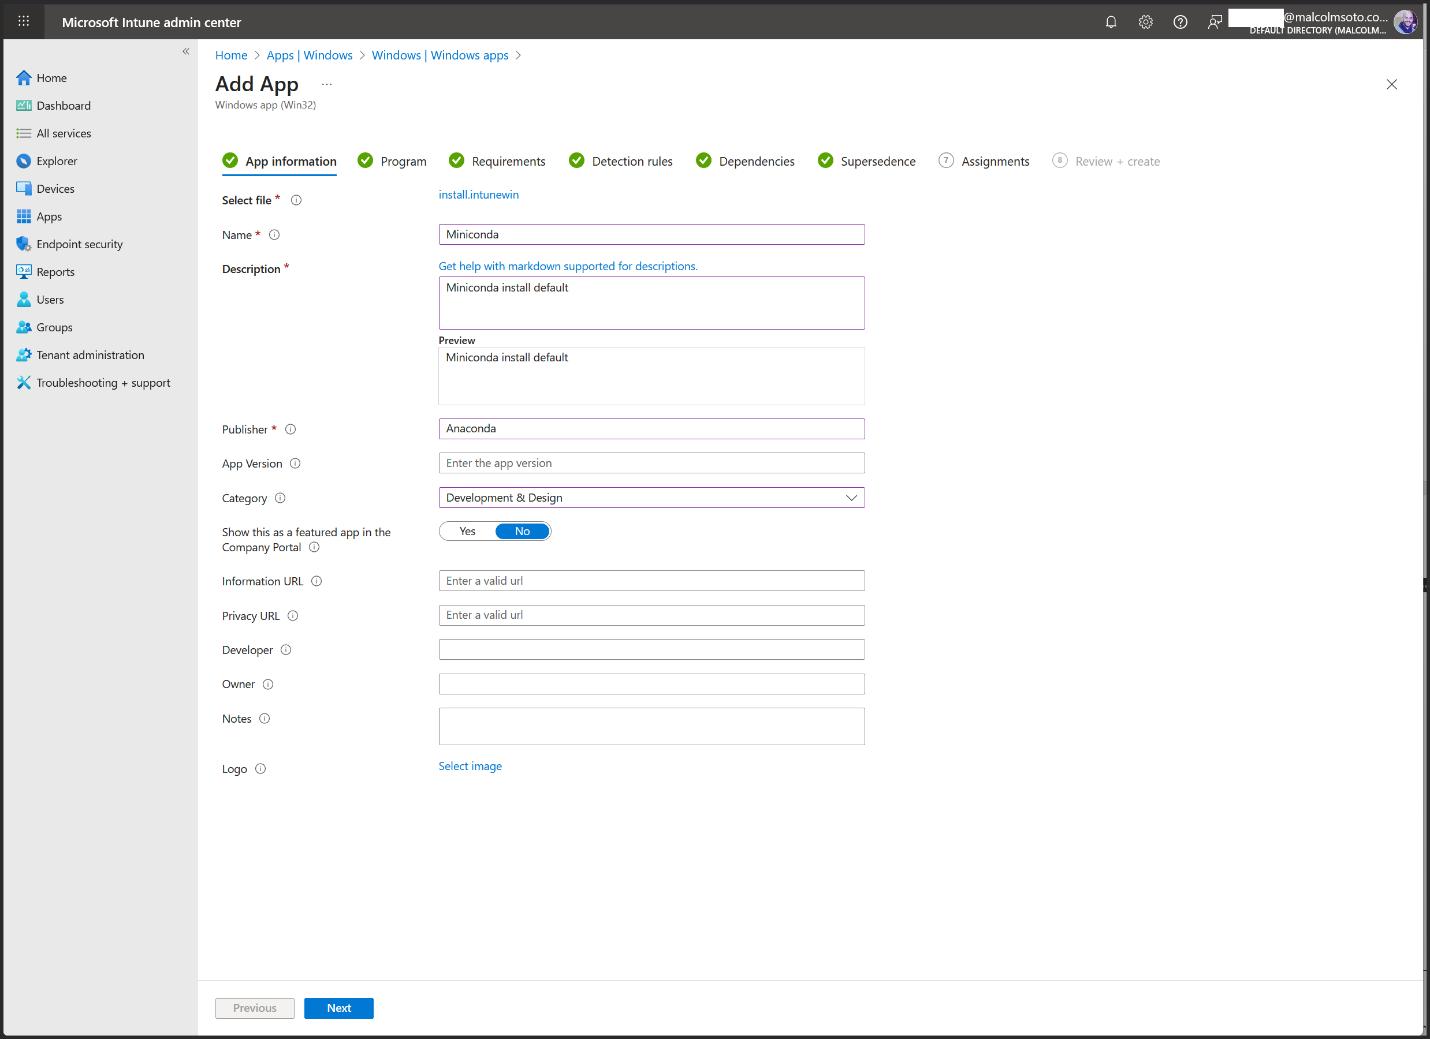 Microsoft Intune admin center
@malcolmsoto.co...
DEFAULT DIRECTORY (MALCOLM...
«
Home
Dashboard
All services
Explorer
Devices
Apps
Endpoint security
Reports
Users
Groups
Tenant administration
Troubleshooting + support
Home > Apps | Windows > Windows | Windows apps >
Add App ...
Windows app (Win32)
App information Program Requirements Detection rules Dependencies Supersedence 7 Assignments 8 Review + create
Select file * install.intunewin
Name * Miniconda
Description * Get help with markdown supported for descriptions.
Miniconda install default
Preview
Miniconda install default
Publisher * Anaconda
App Version Enter the app version
Category Development & Design
Show this as a featured app in the
Company Portal
Yes No
Information URL Enter a valid url
Privacy URL Enter a valid url
Developer
Owner
Notes
Logo Select image
Previous Next